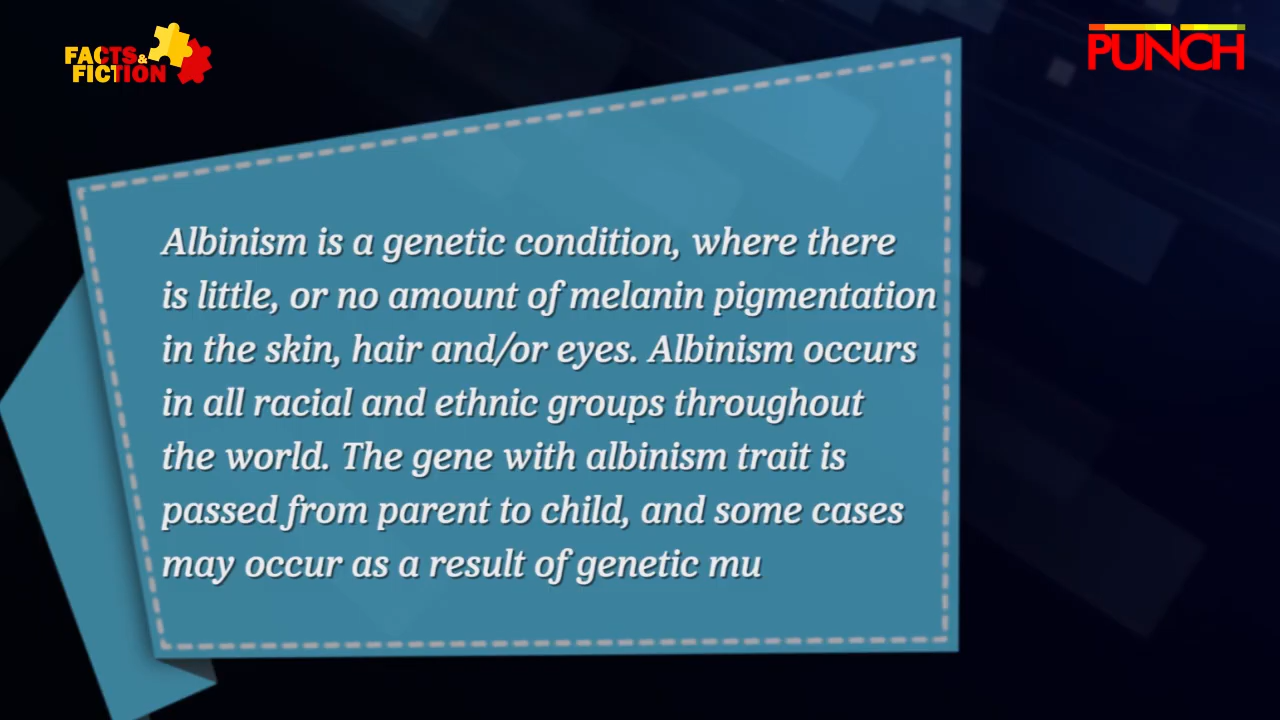 FACTS &
FICTION
PUNCH
Albinism is a genetic condition, where there
is little, or no amount of melanin pigmentation
in the skin, hair and/or eyes. Albinism occurs
in all racial and ethnic groups throughout
the world. The gene with albinism trait is
passed from parent to child, and some cases
may occur as a result of genetic mu